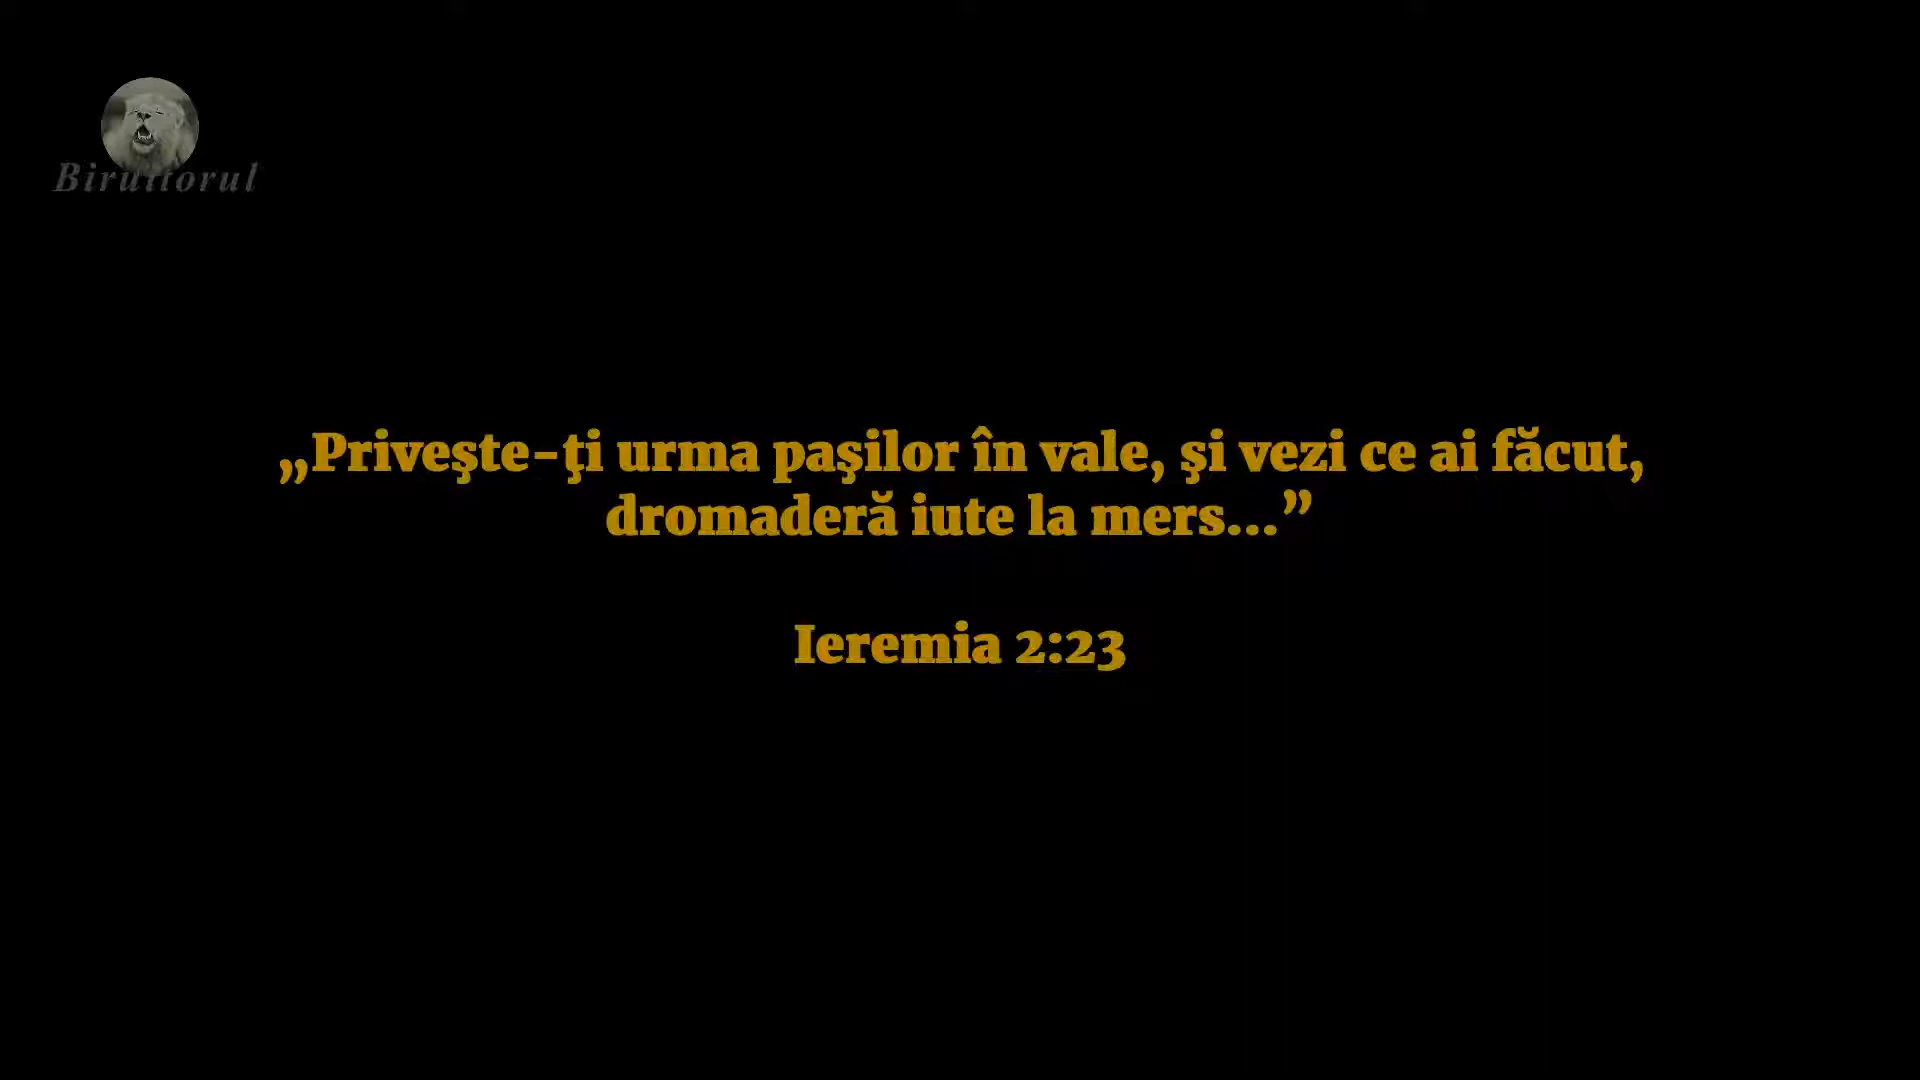 Biruitorul
„Priveşte-ţi urma paşilor în vale, şi vezi ce ai făcut,
dromaderă iute la mers...”
Ieremia 2:23